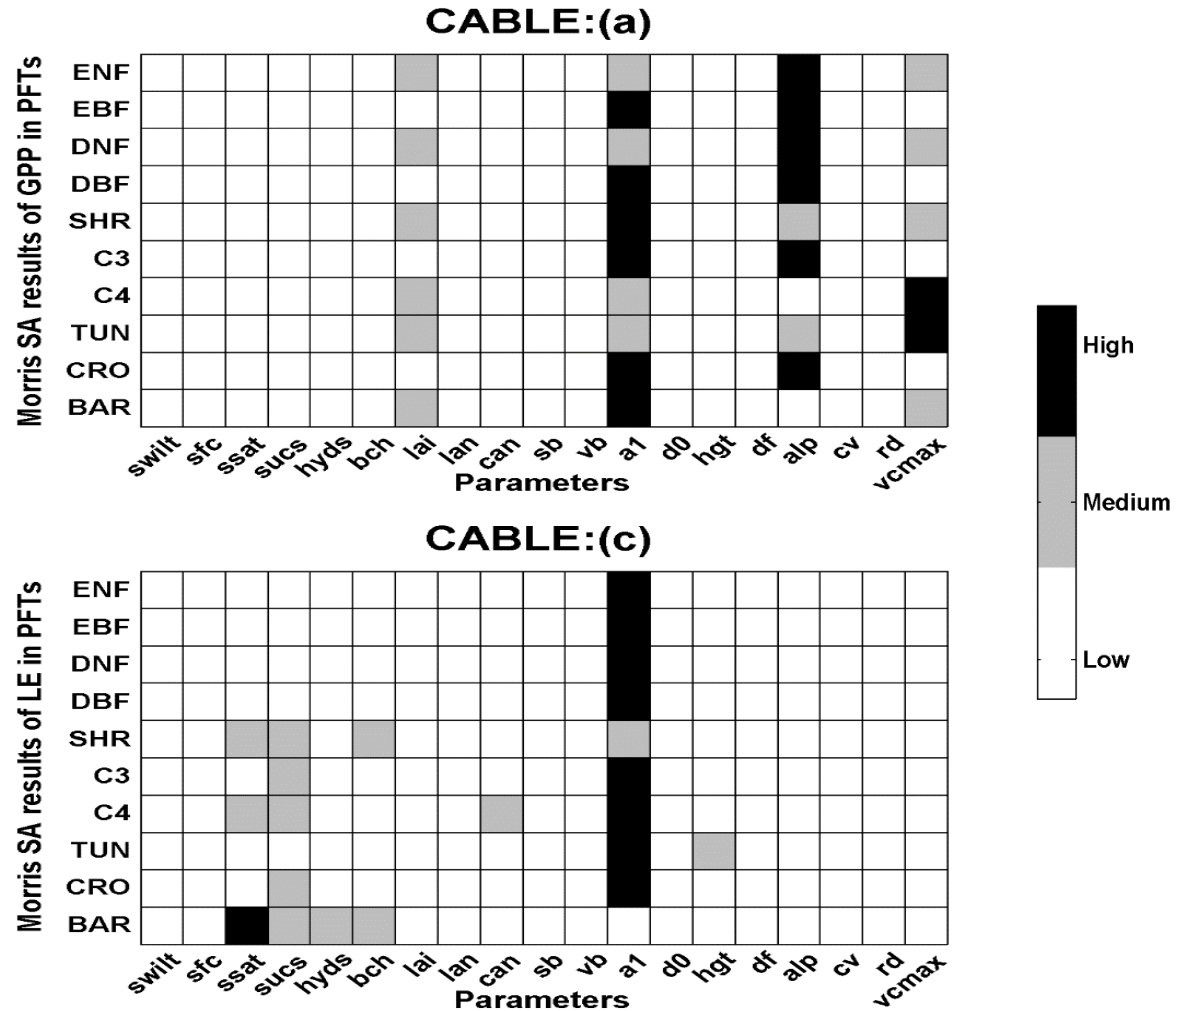 CABLE:(a)
Morris SA results of GPP in PFTs
ENF
EBF
DNF
DBF
SHR
C3
C4
TUN
CRO
BAR
swilt sfc ssat sucs hyds bch lai lan can sb vb a1 d0 hgt df alp cv rd vcmax
Parameters
High
Medium
Low
CABLE:(c)
Morris SA results of LE in PFTs
ENF
EBF
DNF
DBF
SHR
C3
C4
TUN
CRO
BAR
swilt sfc ssat sucs hyds bch lai lan can sb vb a1 d0 hgt df alp cv rd vcmax
Parameters